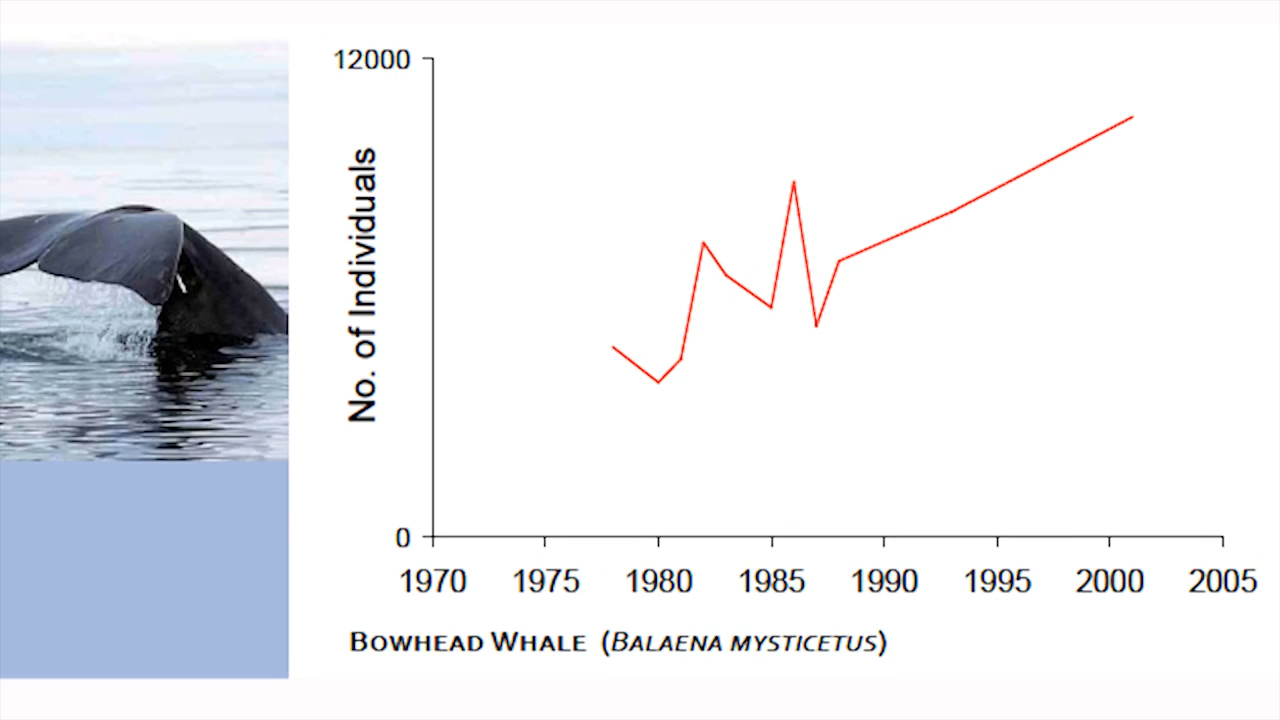 12000
No. of Individuals
0
1970 1975 1980 1985 1990 1995 2000 2005
BOWHEAD WHALE (BALAENA MYSTICETUS)